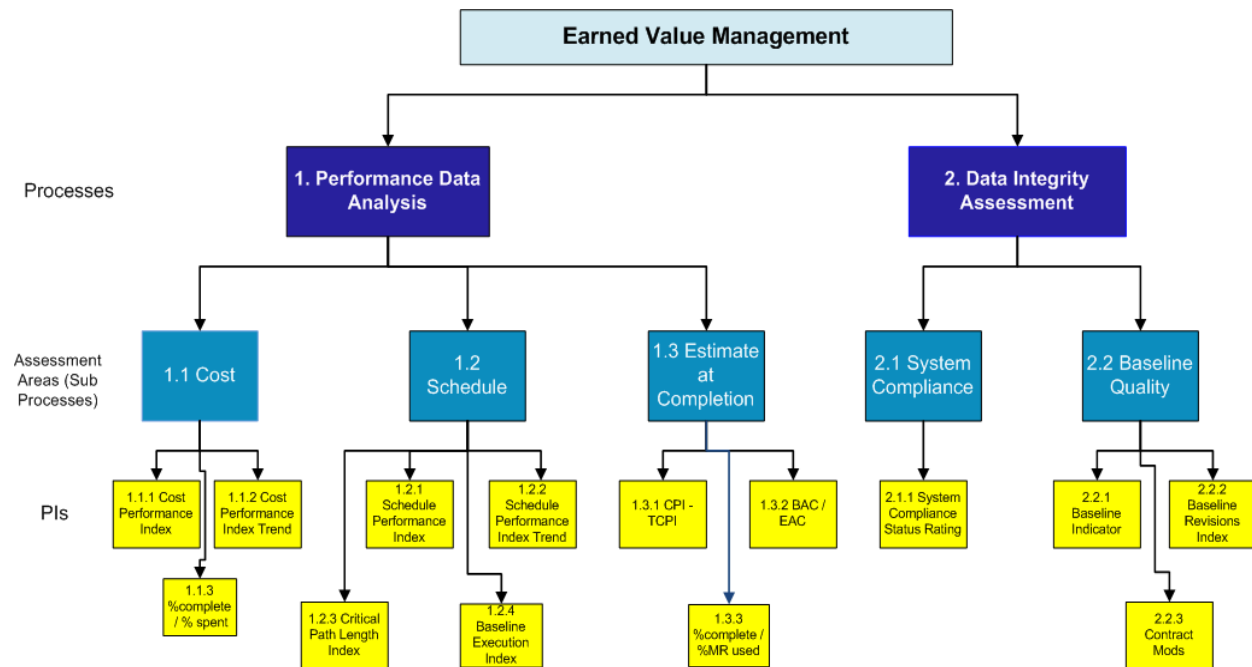 Earned Value Management
Processes
1. Performance Data
Analysis
2. Data Integrity
Assessment
Assessment
Areas (Sub
Processes)
1.1 Cost
1.2
Schedule
1.3 Estimate
at
Completion
2.1 System
Compliance
2.2 Baseline
Quality
PIs
1.1.1 Cost
Performance
Index
1.1.2 Cost
Performance
Index Trend
1.2.1
Schedule
Performance
Index
1.2.2
Schedule
Performance
Index Trend
1.3.1 CPI -
TCPI
1.3.2 BAC /
EAC
2.1.1 System
Compliance
Status Rating
2.2.1
Baseline
Indicator
2.2.2
Baseline
Revisions
Index
1.1.3
%complete
/ % spent
1.2.3 Critical
Path Length
Index
1.2.4
Baseline
Execution
Index
1.3.3
%complete /
%MR used
2.2.3
Contract
Mods